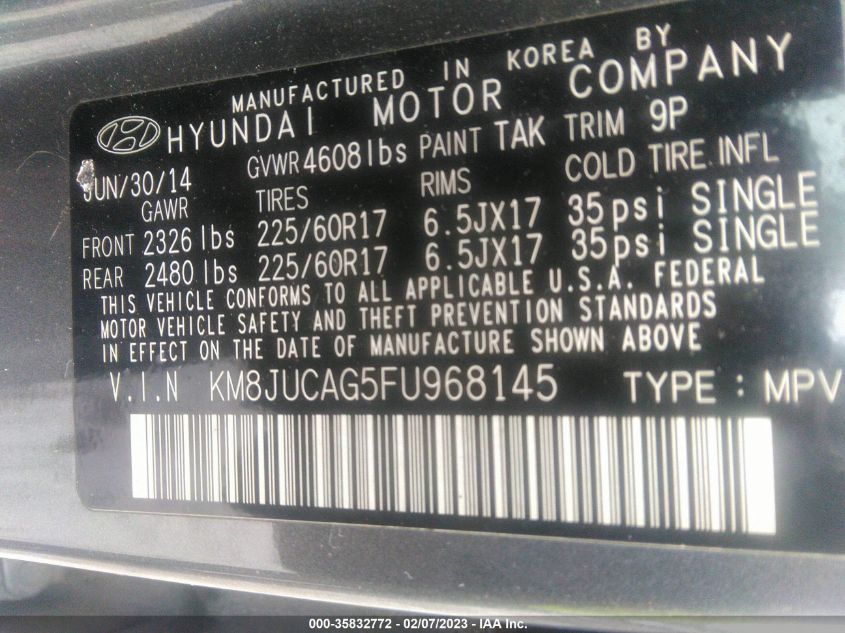 MANUFACTURED IN KOREA BY
HYUNDAI MOTOR COMPANY
JUN/30/14 GVWR 4608 lbs PAINT TAK TRIM 9P
GAWR TIRES RIMS COLD TIRE INFL
FRONT 2326 lbs 225/60R17 6.5JX17 35psi SINGLE
REAR 2480 lbs 225/60R17 6.5JX17 35psi SINGLE
THIS VEHICLE CONFORMS TO ALL APPLICABLE U.S.A. FEDERAL
MOTOR VEHICLE SAFETY AND THEFT PREVENTION STANDARDS
IN EFFECT ON THE DATE OF MANUFACTURE SHOWN ABOVE
V.I.N KM8JUCAG5FU968145 TYPE : MPV
000-35832772 - 02/07/2023 - IAA Inc.